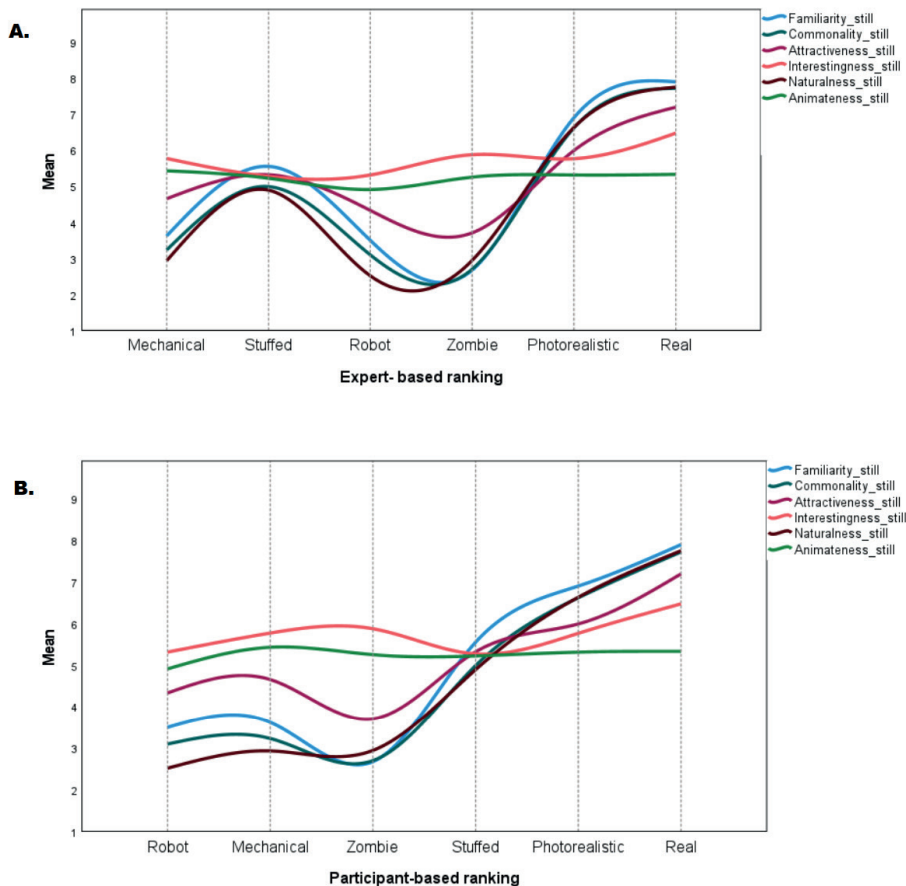 A.
Familiarity_still
Commonality_still
Attractiveness_still
Interestingness_still
Naturalness_still
Animateness_still
9
8
7
6
5
4
3
2
1
Mean
Mechanical Stuffed Robot Zombie Photorealistic Real
Expert- based ranking
B.
Familiarity_still
Commonality_still
Attractiveness_still
Interestingness_still
Naturalness_still
Animateness_still
9
8
7
6
5
4
3
2
1
Mean
Robot Mechanical Zombie Stuffed Photorealistic Real
Participant-based ranking